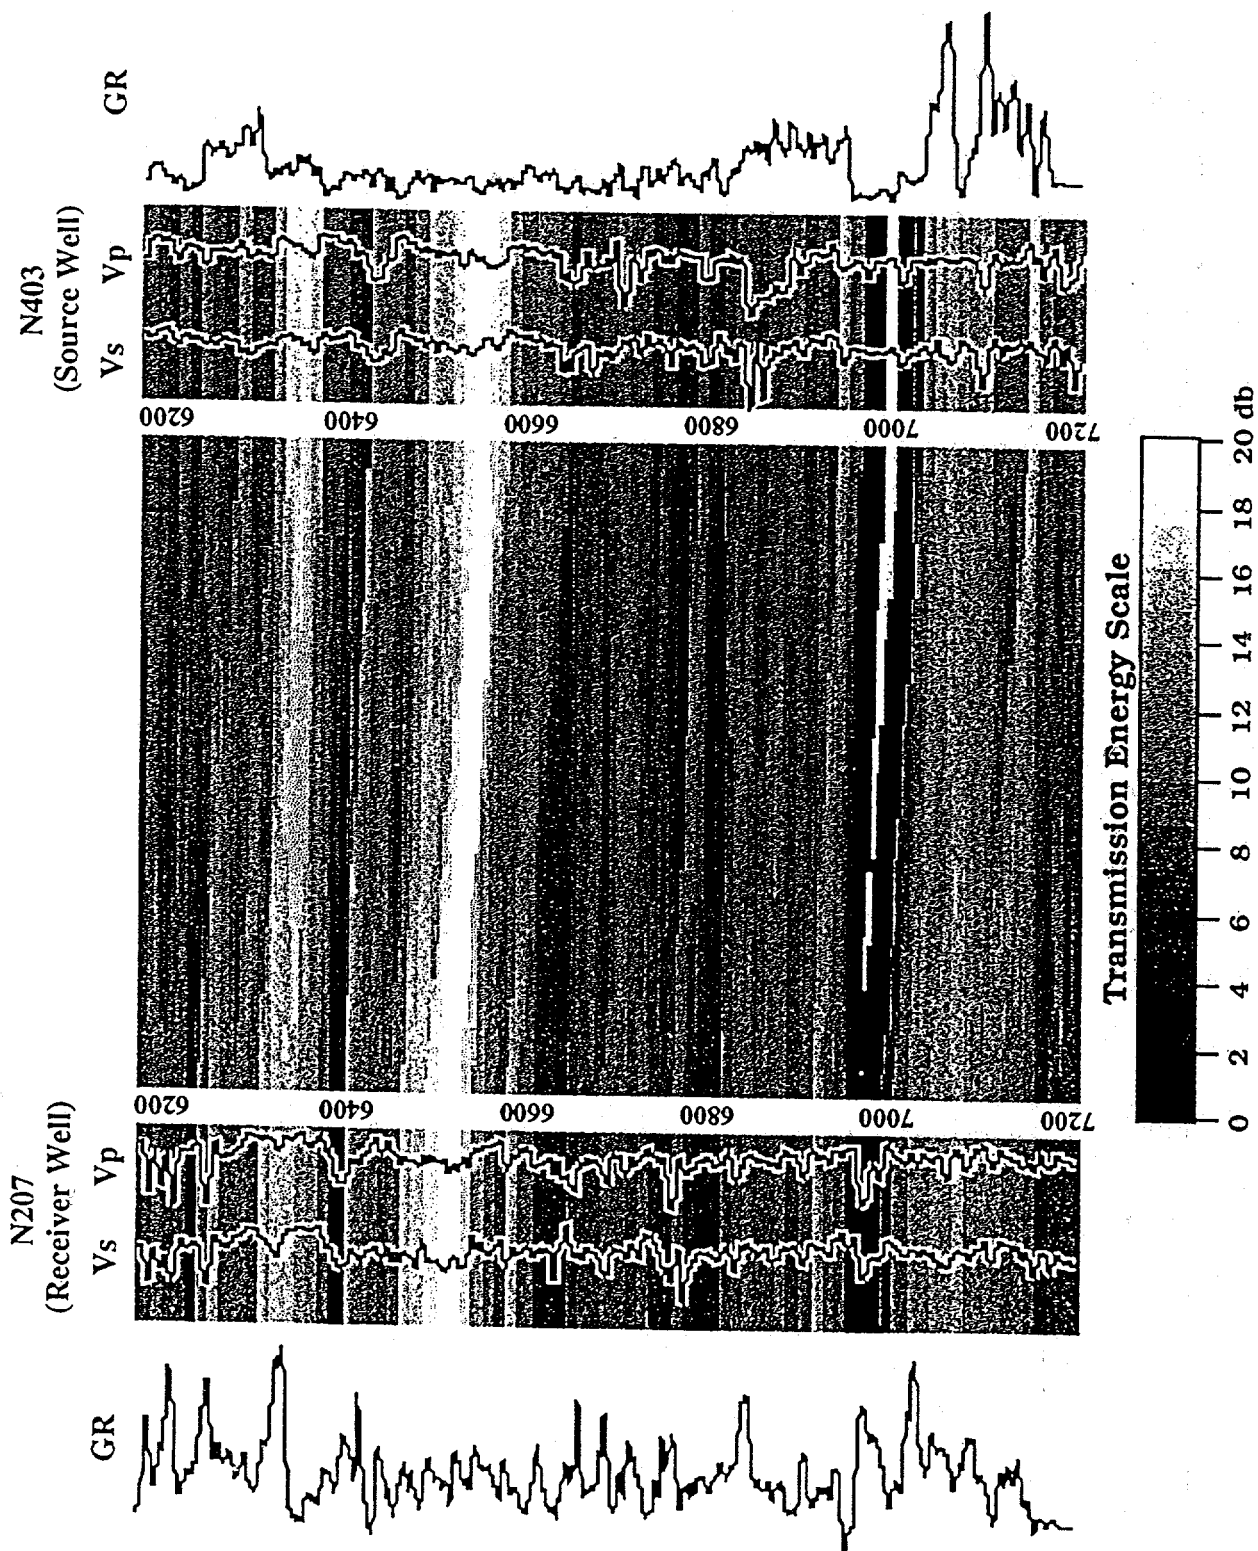 GR
N403
(Source Well)
Vs Vp
6200
6400
6600
6800
7000
7200
N207
(Receiver Well)
Vs Vp
6200
6400
6600
6800
7000
7200
GR
Transmission Energy Scale
0 2 4 6 8 10 12 14 16 18 20 db